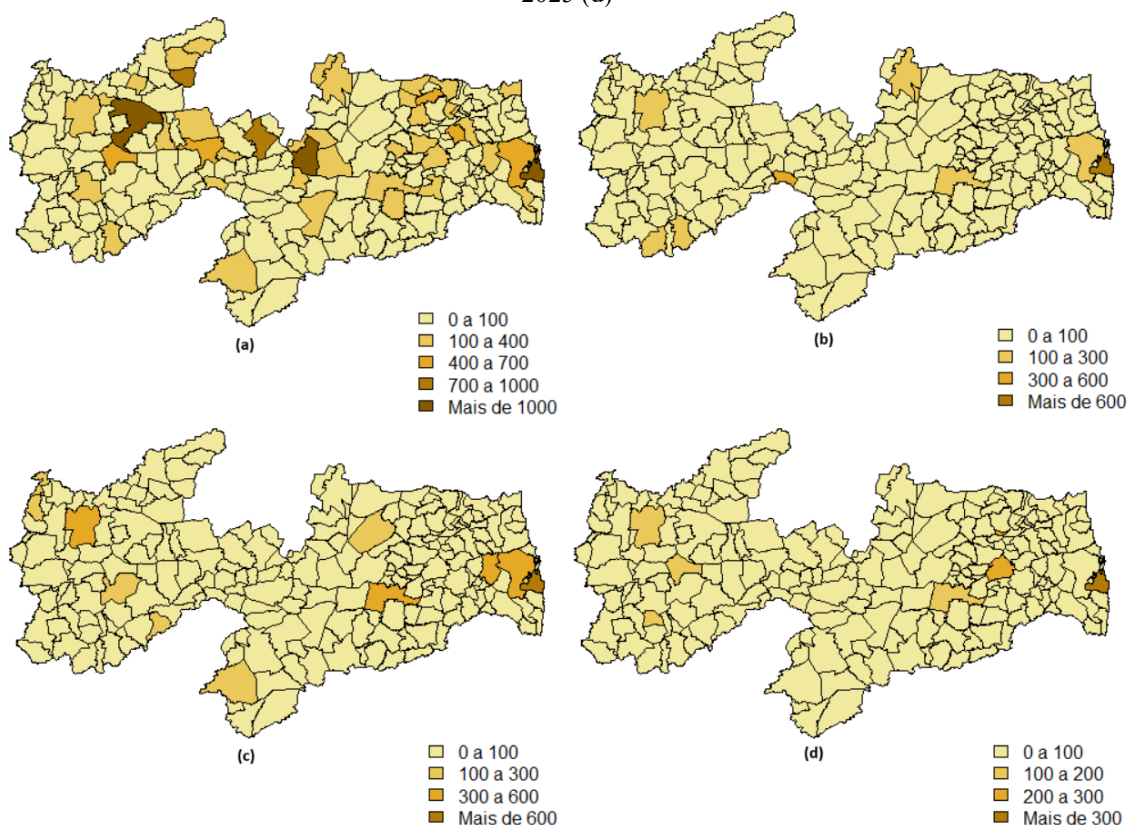 2023 (d)
0 a 100
100 a 400
400 a 700
700 a 1000
Mais de 1000
(a)
0 a 100
100 a 300
300 a 600
Mais de 600
(b)
0 a 100
100 a 300
300 a 600
Mais de 600
(c)
0 a 100
100 a 200
200 a 300
Mais de 300
(d)